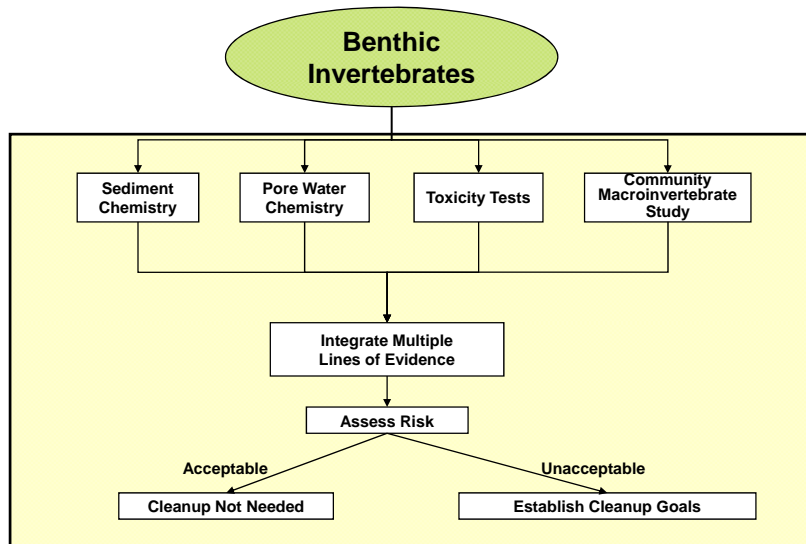 Benthic
Invertebrates
Sediment
Chemistry
Pore Water
Chemistry
Toxicity Tests
Community
Macroinvertebrate
Study
Integrate Multiple
Lines of Evidence
Assess Risk
Acceptable
Unacceptable
Cleanup Not Needed
Establish Cleanup Goals